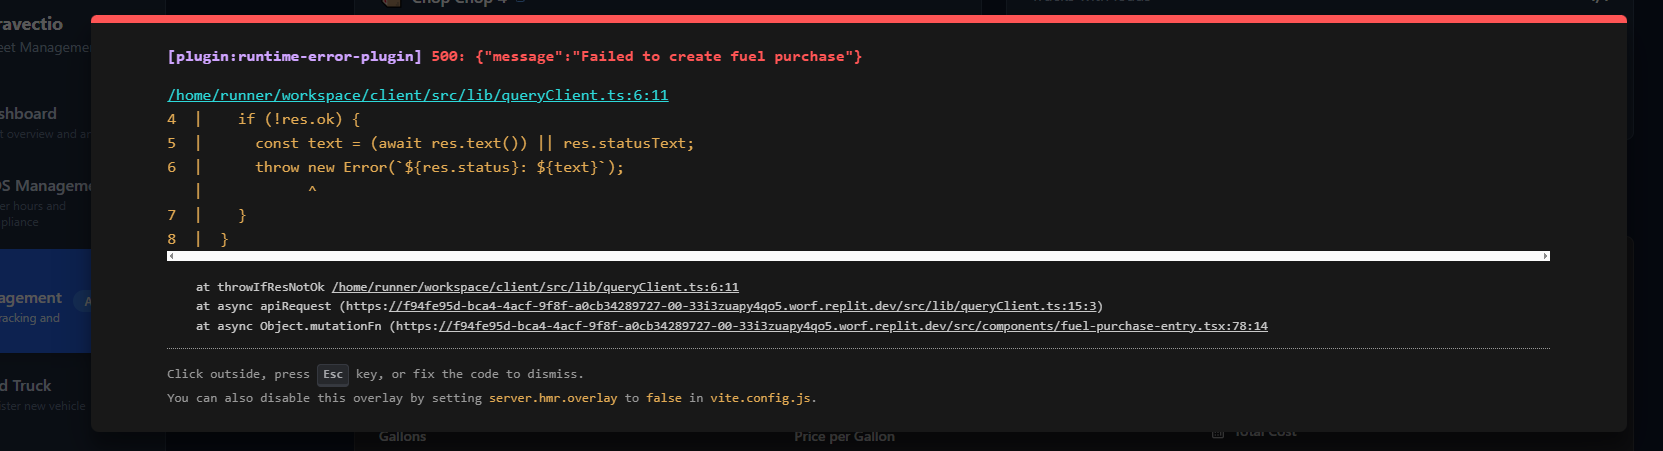 Chop Chop 4
ravectio
eet Manageme
[plugin:runtime-error-plugin] 500: {"message":"Failed to create fuel purchase"}
/home/runner/workspace/client/src/lib/queryClient.ts:6:11
4 | if (!res.ok) {
5 | const text = (await res.text()) || res.statusText;
6 | throw new Error(`${res.status}: ${text}`);
| ^
7 | }
8 | }
shboard
t overview and an
OS Manageme
er hours and
pliance
agement
A
racking and
d Truck
ister new vehicle
at throwIfResNotOk /home/runner/workspace/client/src/lib/queryClient.ts:6:11
at async apiRequest (https://f94fe95d-bca4-4acf-9f8f-a0cb34289727-00-33i3zuapy4qo5.worf.replit.dev/src/lib/queryClient.ts:15:3)
at async Object.mutationFn (https://f94fe95d-bca4-4acf-9f8f-a0cb34289727-00-33i3zuapy4qo5.worf.replit.dev/src/components/fuel-purchase-entry.tsx:78:14
Click outside, press Esc key, or fix the code to dismiss.
You can also disable this overlay by setting server.hmr.overlay to false in vite.config.js.
Gallons
Price per Gallon
Total Cost